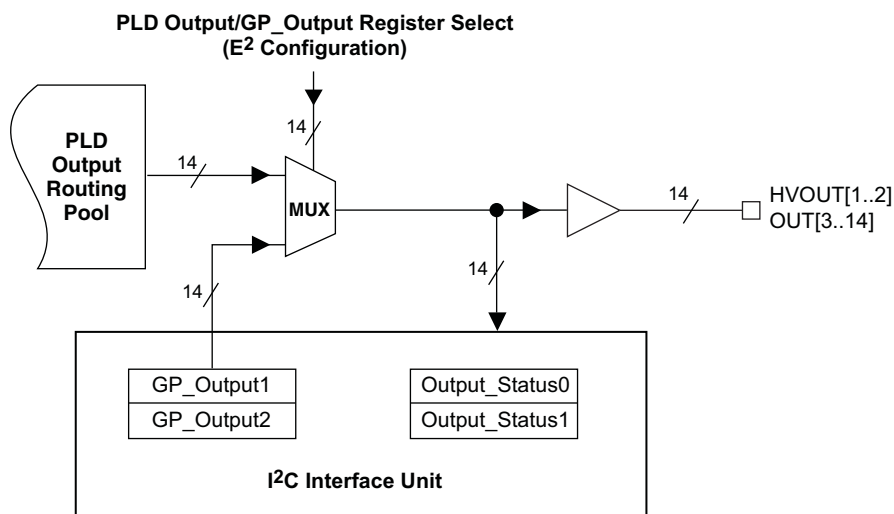 PLD Output/GP_Output Register Select
(E2 Configuration)
14
PLD
Output
Routing
Pool
14
MUX
14
HVOUT[1..2]
OUT[3..14]
14
14
GP_Output1
GP_Output2
Output_Status0
Output_Status1
I2C Interface Unit